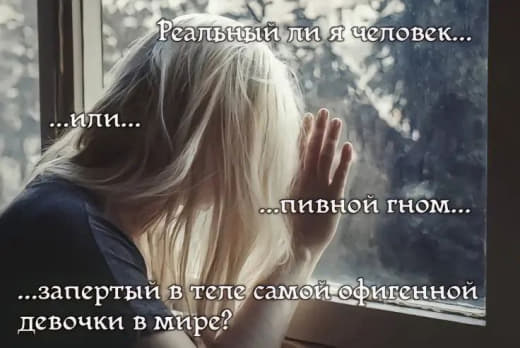 Реальный ли я человек...
...или...
...пивной гном...
...запертый в теле самой офигенной
девочки в мире?